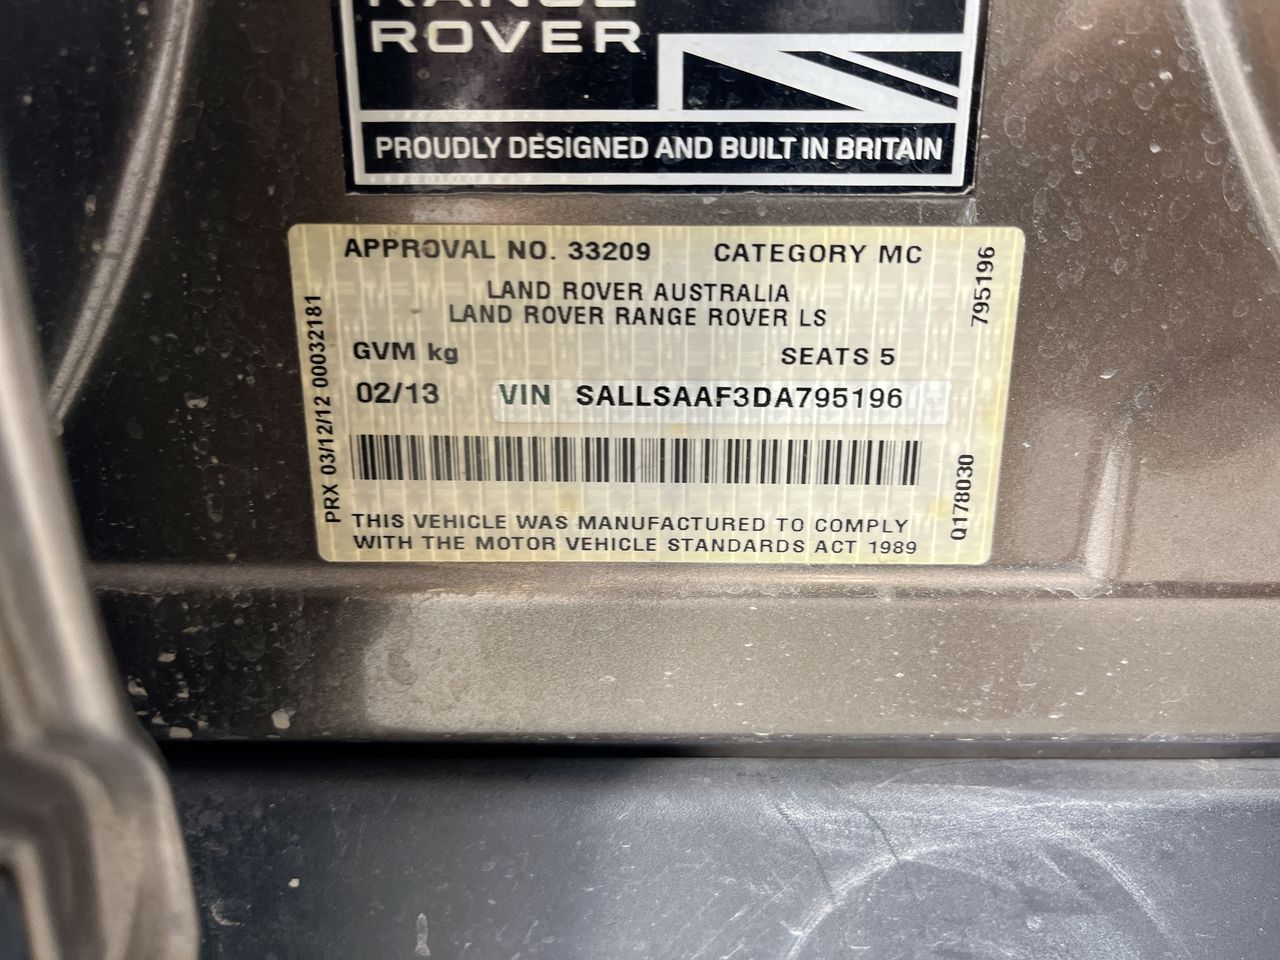 RANGE
ROVER
PROUDLY DESIGNED AND BUILT IN BRITAIN
APPROVAL NO. 33209 CATEGORY MC
LAND ROVER AUSTRALIA
LAND ROVER RANGE ROVER LS
GVM kg SEATS 5
02/13 VIN SALLSAAF3DA795196
THIS VEHICLE WAS MANUFACTURED TO COMPLY
WITH THE MOTOR VEHICLE STANDARDS ACT 1989
PRX 03/12/12 00032181
795196
Q178030